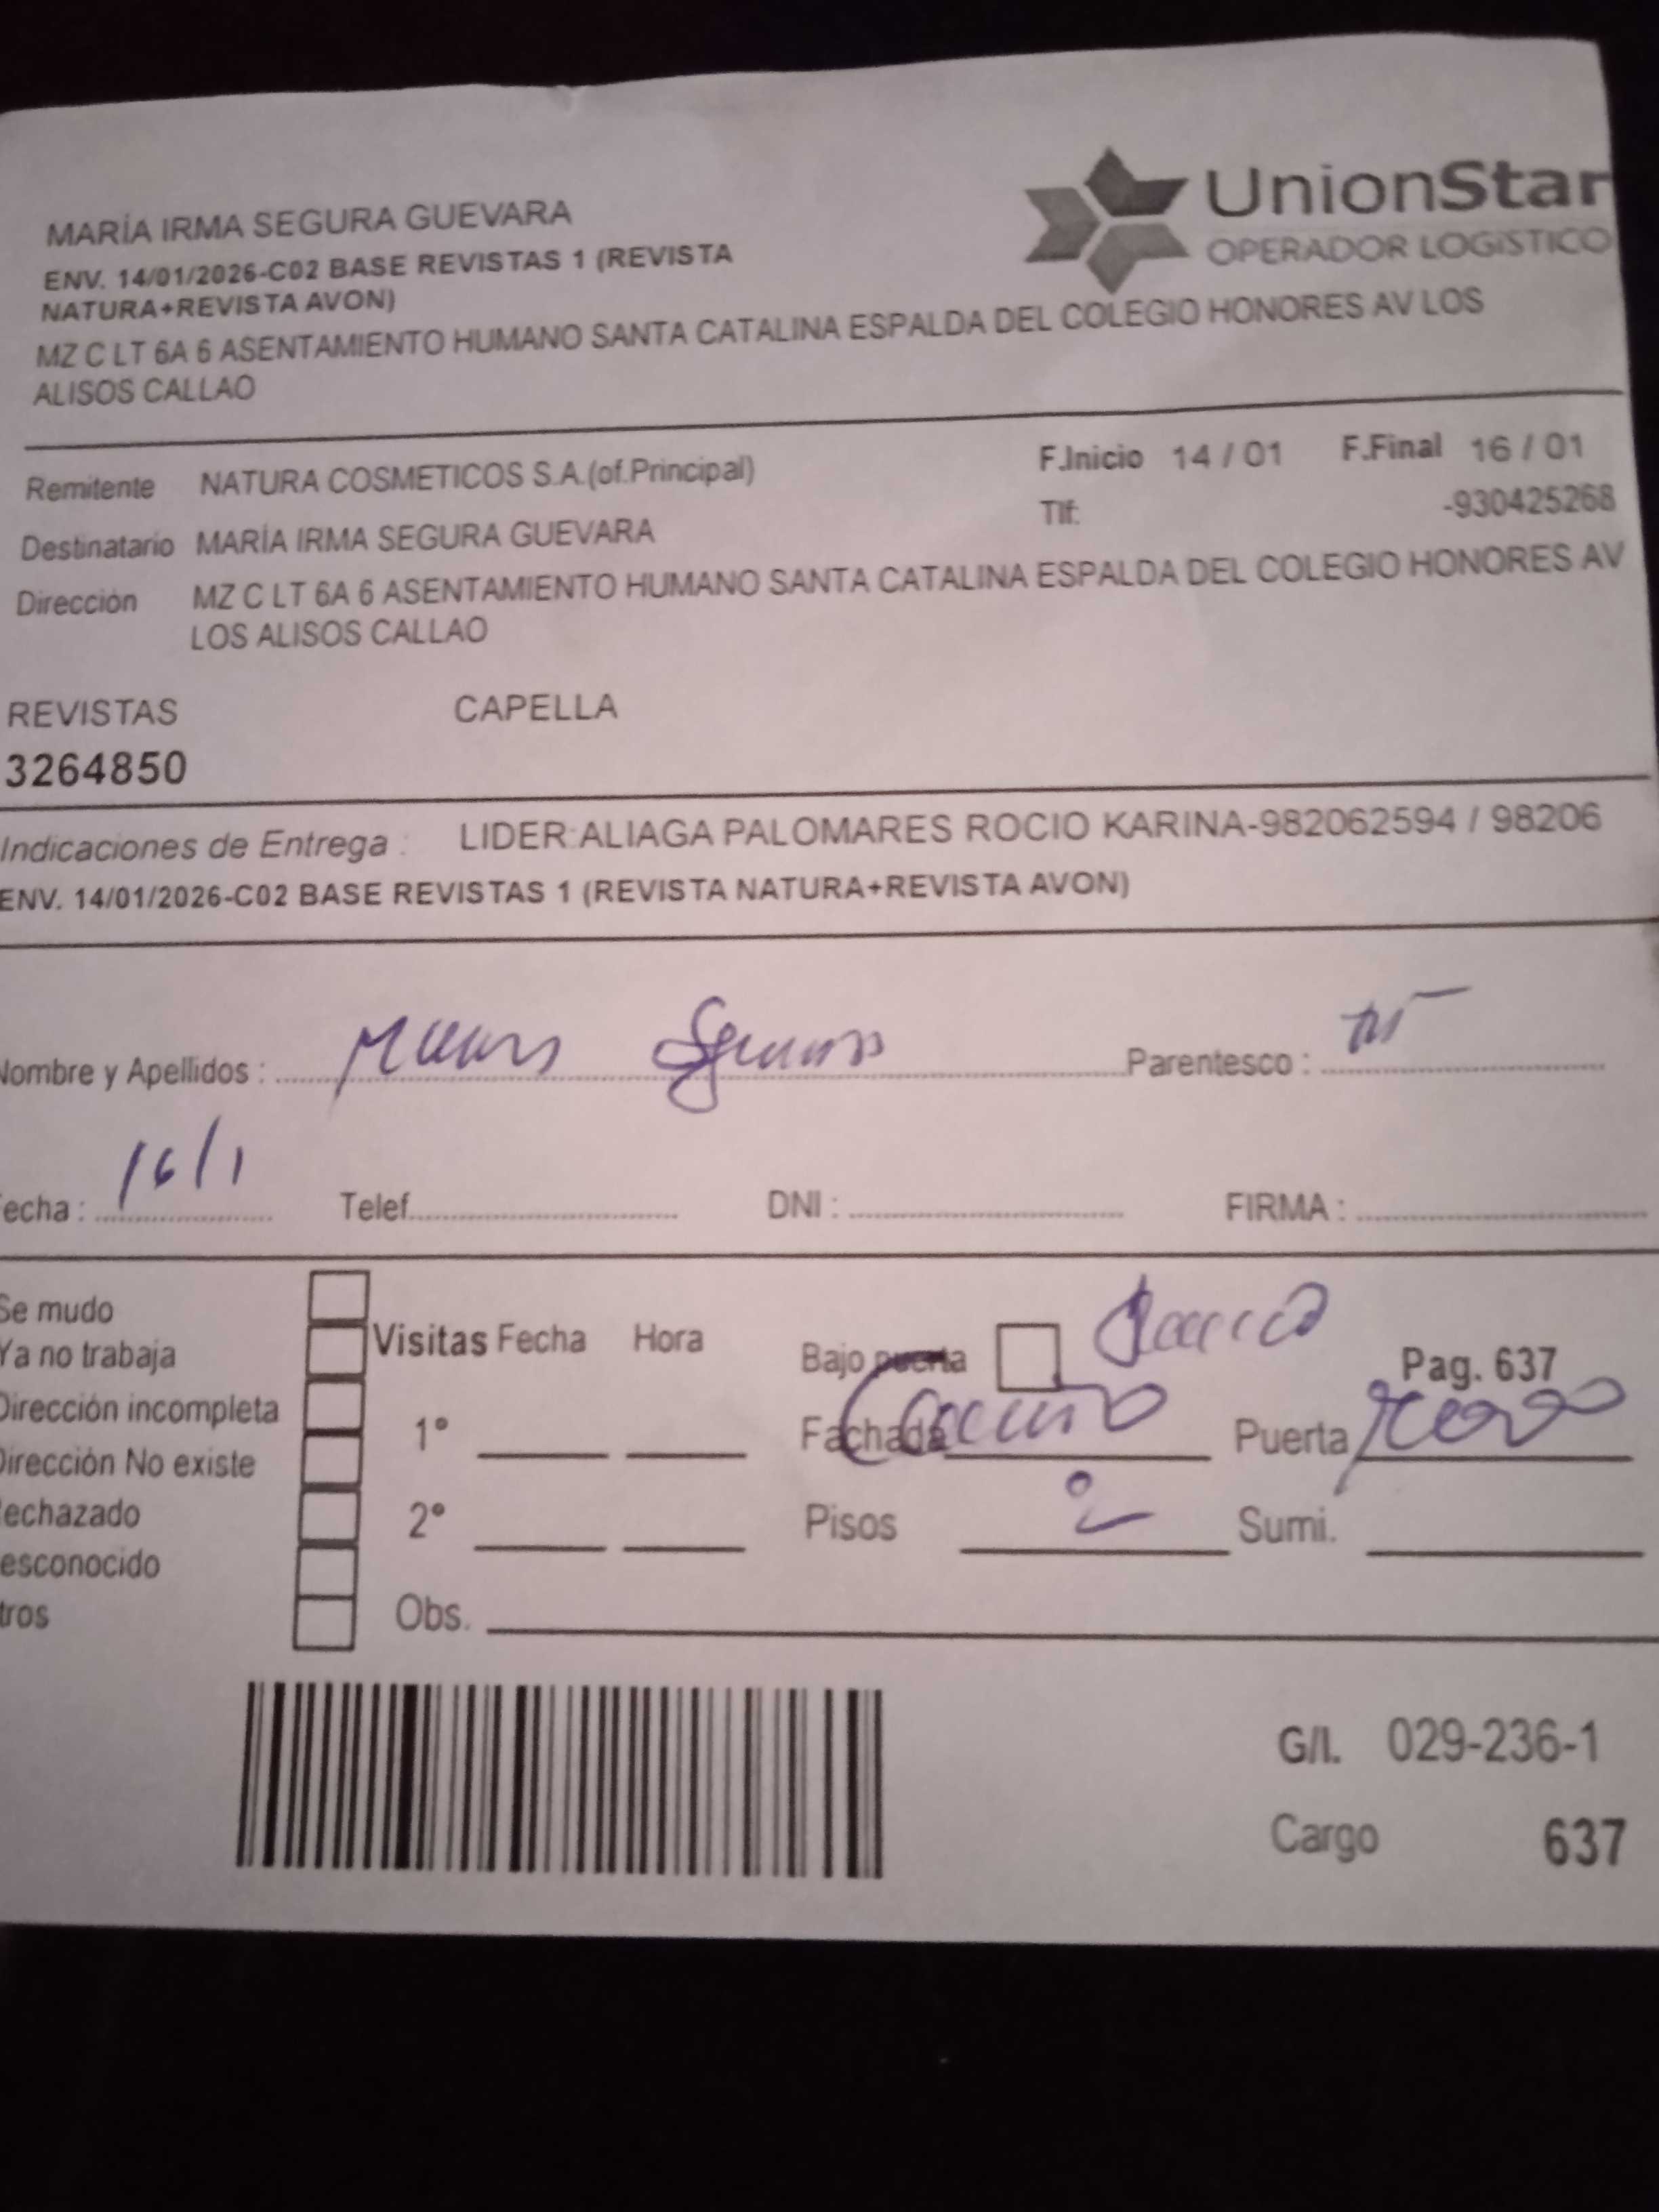 UnionStar
OPERADOR LOGÍSTICO
MARÍA IRMA SEGURA GUEVARA
ENV. 14/01/2026-C02 BASE REVISTAS 1 (REVISTA
NATURA+REVISTA AVON)
MZ C LT 6A 6 ASENTAMIENTO HUMANO SANTA CATALINA ESPALDA DEL COLEGIO HONORES AV LOS
ALISOS CALLAO
Remitente NATURA COSMETICOS S.A.(of.Principal) F.Inicio 14 / 01 F.Final 16 / 01
Destinatario MARÍA IRMA SEGURA GUEVARA Tlf: -930425268
Dirección MZ C LT 6A 6 ASENTAMIENTO HUMANO SANTA CATALINA ESPALDA DEL COLEGIO HONORES AV
LOS ALISOS CALLAO
REVISTAS CAPELLA
3264850
Indicaciones de Entrega : LIDER:ALIAGA PALOMARES ROCIO KARINA-982062594 / 98206
ENV. 14/01/2026-C02 BASE REVISTAS 1 (REVISTA NATURA+REVISTA AVON)
Nombre y Apellidos : Parentesco :
echa : 16/1 Telef. DNI : FIRMA :
Se mudo
Ya no trabaja
Dirección incompleta
Dirección No existe
echazado
esconocido
tros
Visitas Fecha Hora
1°
2°
Obs.
Bajo puerta Pag. 637
Fachada Puerta
Pisos 2 Sumi.
G/I. 029-236-1
Cargo 637